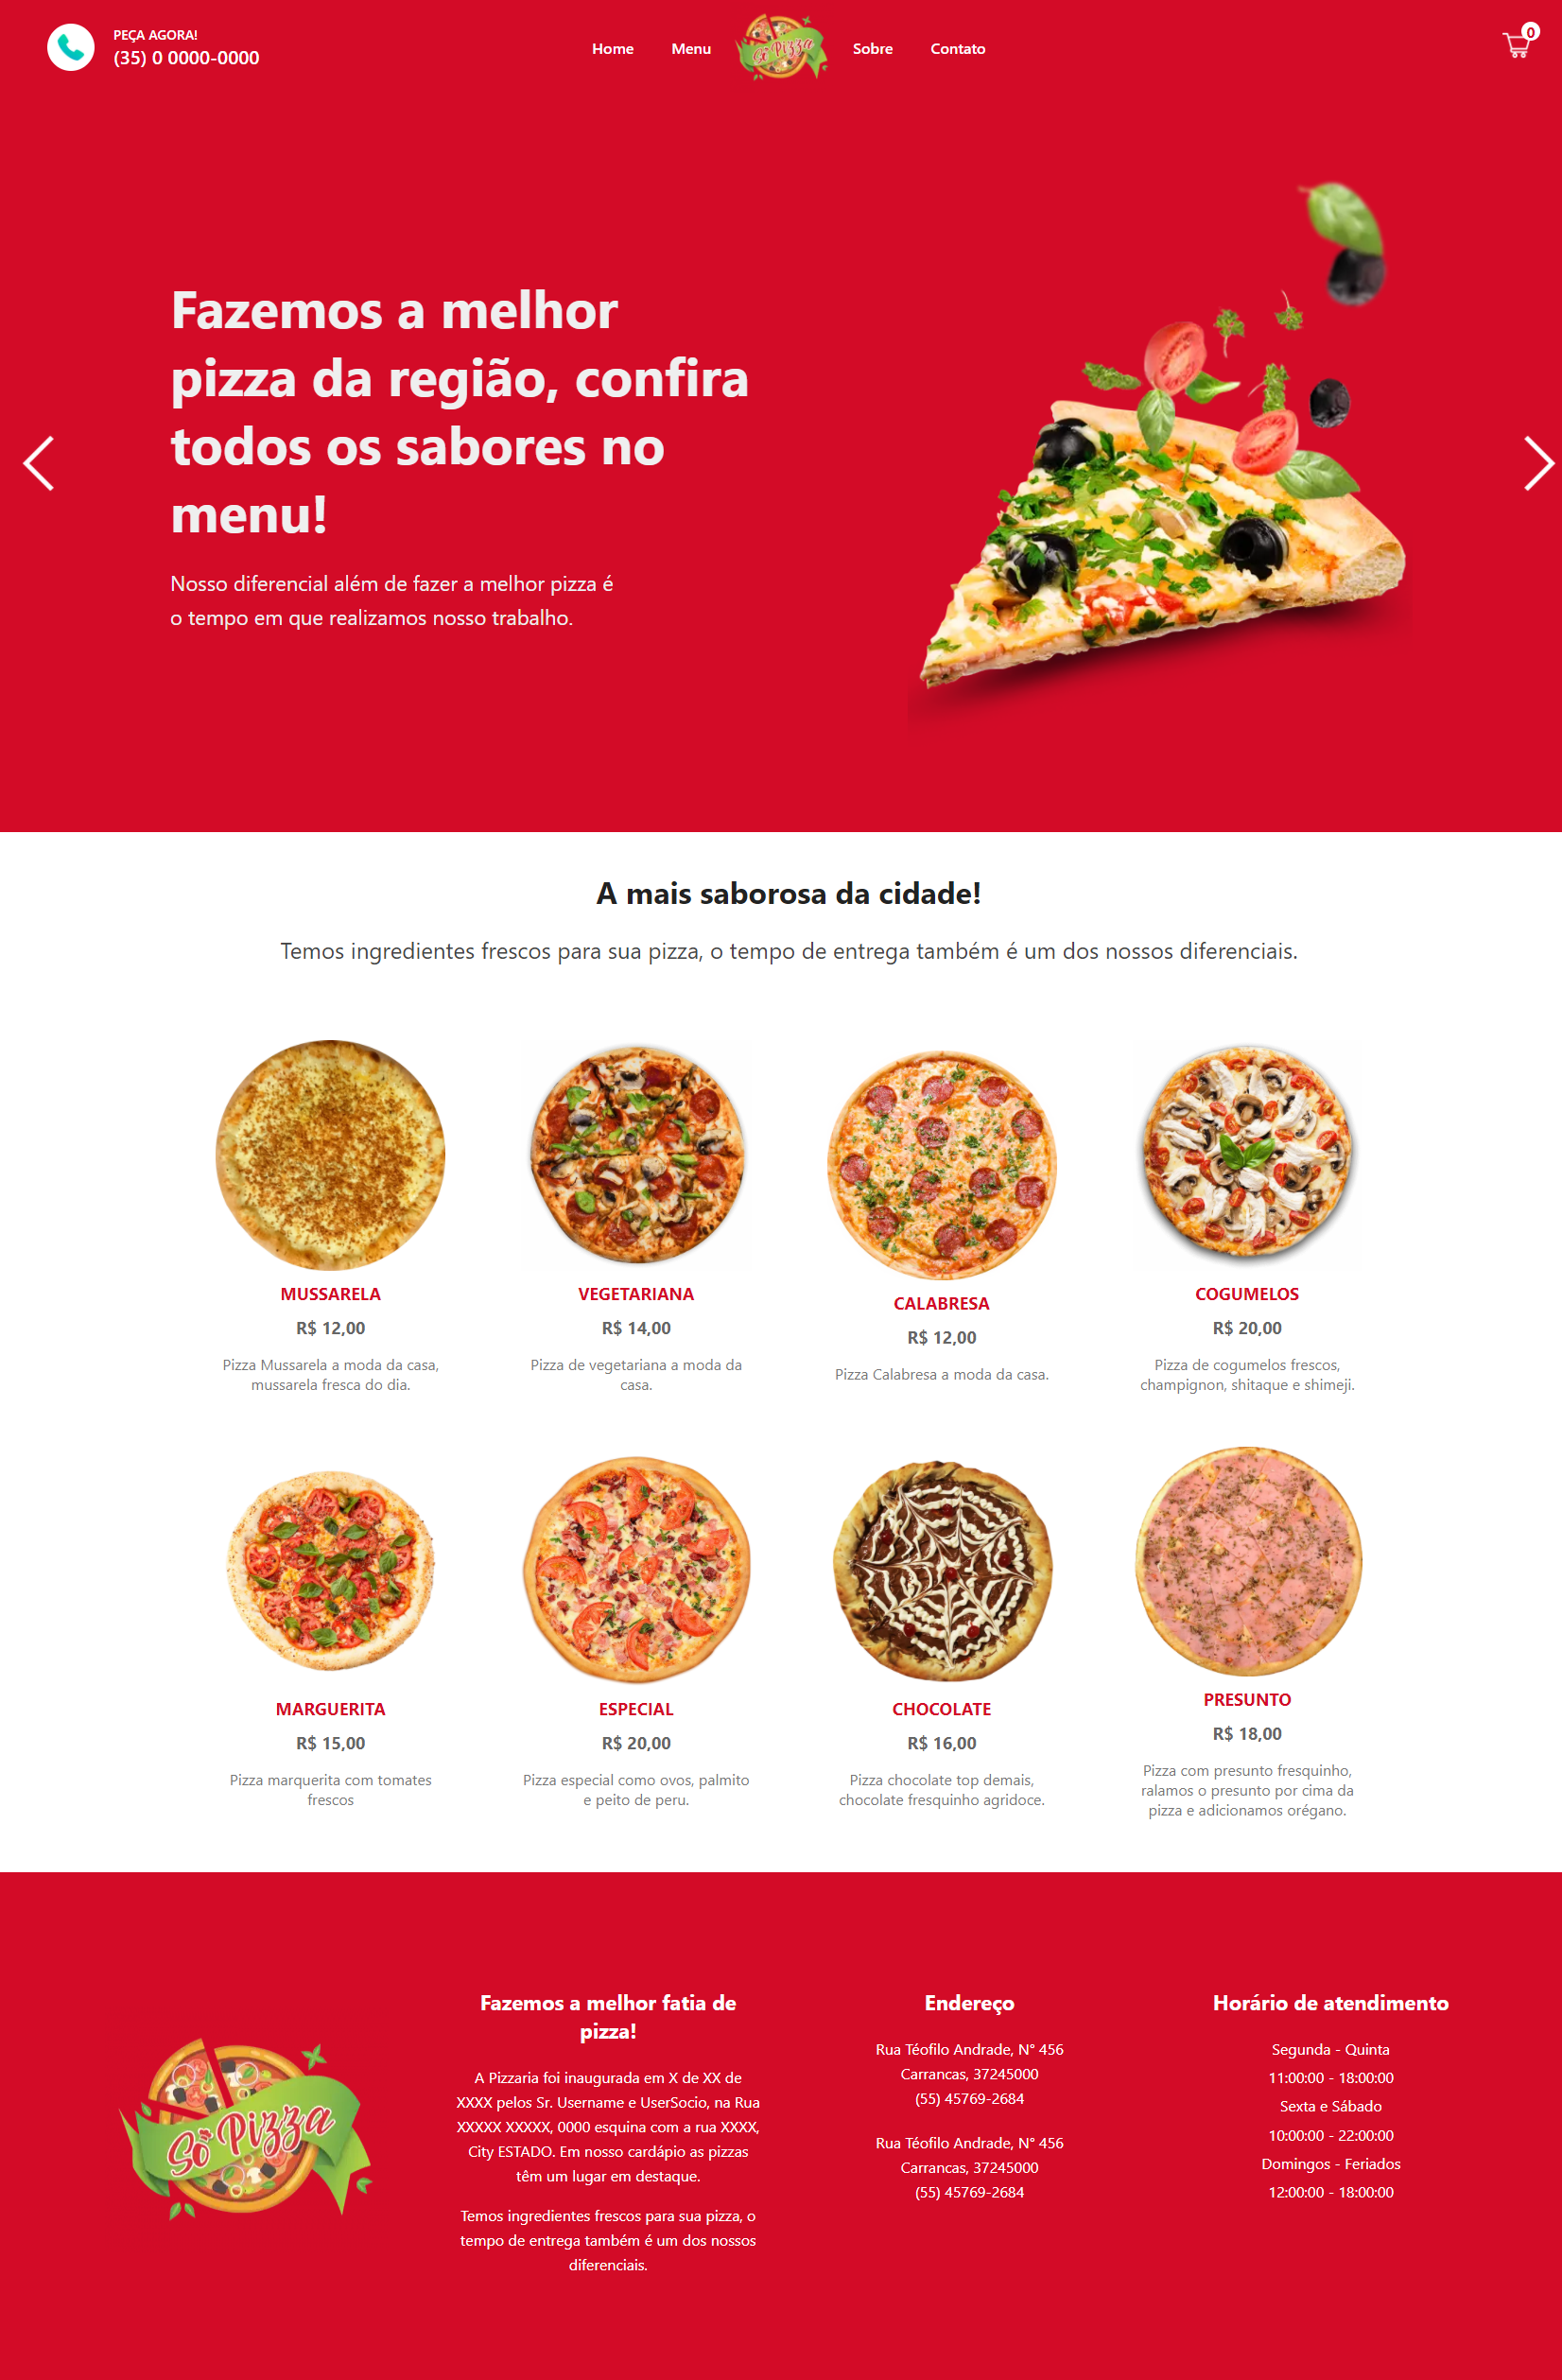 PEÇA AGORA!
(35) 0 0000-0000
Home
Menu
Só Pizza
Sobre
Contato
0
Fazemos a melhor
pizza da região, confira
todos os sabores no
menu!
Nosso diferencial além de fazer a melhor pizza é
o tempo em que realizamos nosso trabalho.
A mais saborosa da cidade!
Temos ingredientes frescos para sua pizza, o tempo de entrega também é um dos nossos diferenciais.
MUSSARELA
R$ 12,00
Pizza Mussarela a moda da casa,
mussarela fresca do dia.
VEGETARIANA
R$ 14,00
Pizza de vegetariana a moda da
casa.
CALABRESA
R$ 12,00
Pizza Calabresa a moda da casa.
COGUMELOS
R$ 20,00
Pizza de cogumelos frescos,
champignon, shitaque e shimeji.
MARGUERITA
R$ 15,00
Pizza marquerita com tomates
frescos
ESPECIAL
R$ 20,00
Pizza especial como ovos, palmito
e peito de peru.
CHOCOLATE
R$ 16,00
Pizza chocolate top demais,
chocolate fresquinho agridoce.
PRESUNTO
R$ 18,00
Pizza com presunto fresquinho,
ralamos o presunto por cima da
pizza e adicionamos orégano.
Só Pizza
Fazemos a melhor fatia de
pizza!
A Pizzaria foi inaugurada em X de XX de
XXXX pelos Sr. Username e UserSocio, na Rua
XXXXX XXXXX, 0000 esquina com a rua XXXX,
City ESTADO. Em nosso cardápio as pizzas
têm um lugar em destaque.
Temos ingredientes frescos para sua pizza, o
tempo de entrega também é um dos nossos
diferenciais.
Endereço
Rua Téofilo Andrade, N° 456
Carrancas, 37245000
(55) 45769-2684
Rua Téofilo Andrade, N° 456
Carrancas, 37245000
(55) 45769-2684
Horário de atendimento
Segunda - Quinta
11:00:00 - 18:00:00
Sexta e Sábado
10:00:00 - 22:00:00
Domingos - Feriados
12:00:00 - 18:00:00